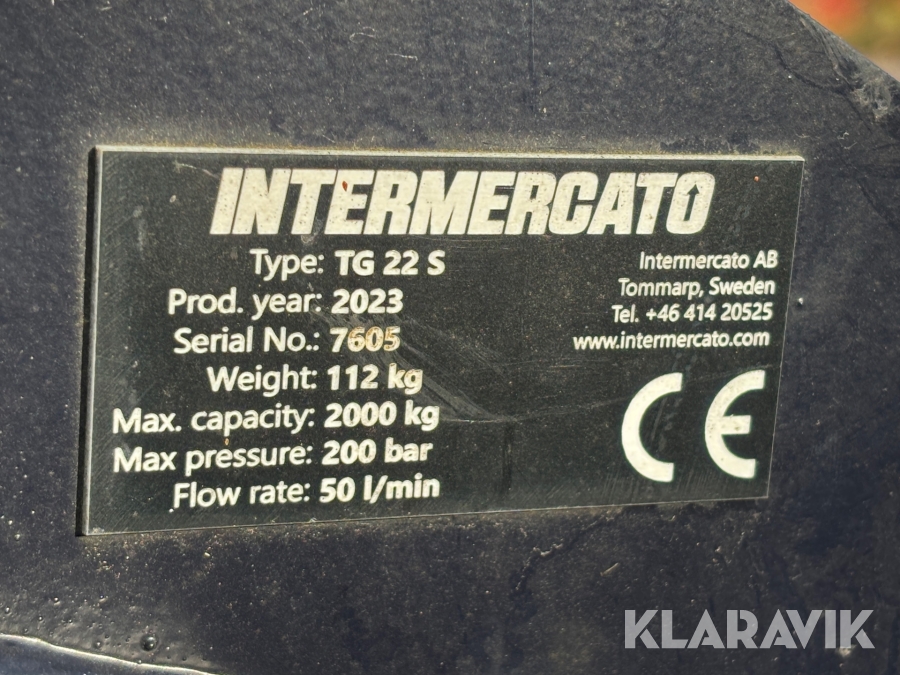 INTERMERCATO
Type: TG 22 S
Prod. year: 2023
Serial No.: 7605
Weight: 112 kg
Max. capacity: 2000 kg
Max pressure: 200 bar
Flow rate: 50 l/min
Intermercato AB
Tommarp, Sweden
Tel. +46 414 20525
www.intermercato.com
CE
KLARAVIK